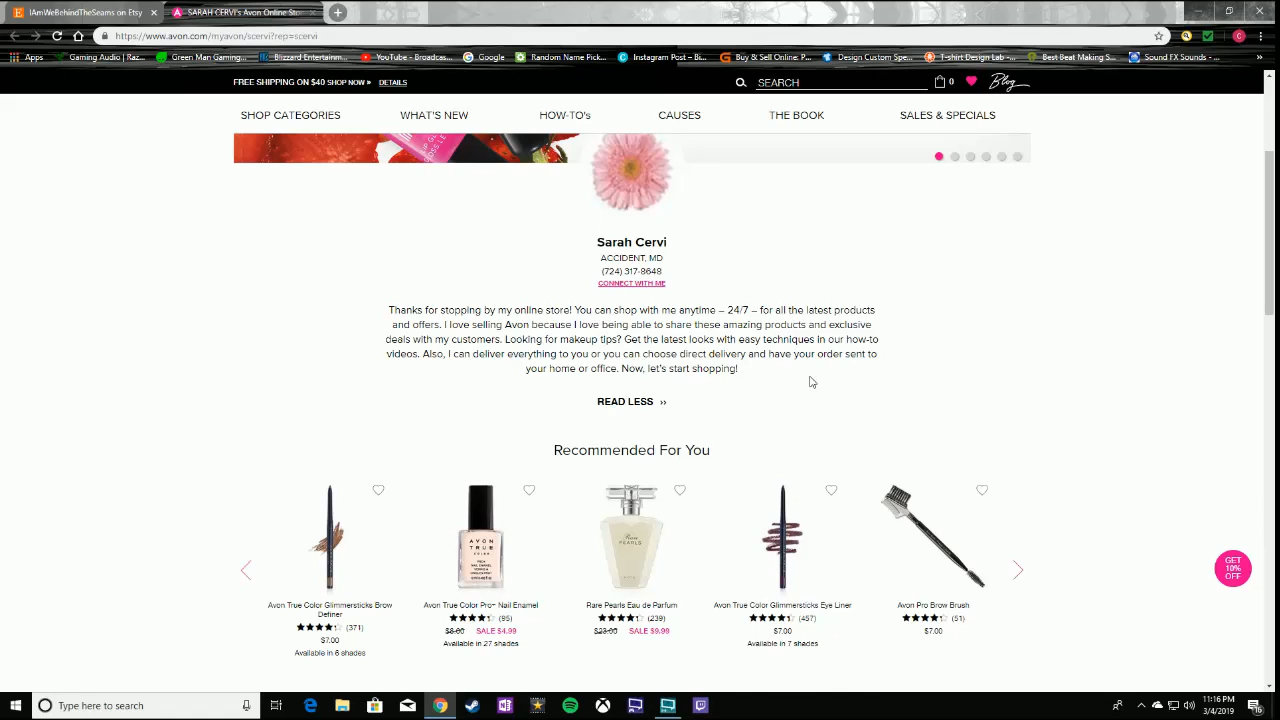 IAmWeBehindTheSeams on Etsy
SARAH CERVI's Avon Online Sto
https://www.avon.com/myavon/scervi?rep=scervi
Apps Gaming Audio | Raz... Green Man Gaming... Blizzard Entertainm... YouTube - Broadcas... Google Random Name Pick... Instagram Post – Bl... Buy & Sell Online: P... Design Custom Spe... T-shirt Design Lab -... Best Beat Making S... Sound FX Sounds - ...
FREE SHIPPING ON $40 SHOP NOW » DETAILS
SEARCH
0
Blog
SHOP CATEGORIES WHAT'S NEW HOW-TO's CAUSES THE BOOK SALES & SPECIALS
Sarah Cervi
ACCIDENT, MD
(724) 317-8648
CONNECT WITH ME
Thanks for stopping by my online store! You can shop with me anytime – 24/7 – for all the latest products
and offers. I love selling Avon because I love being able to share these amazing products and exclusive
deals with my customers. Looking for makeup tips? Get the latest looks with easy techniques in our how-to
videos. Also, I can deliver everything to you or you can choose direct delivery and have your order sent to
your home or office. Now, let's start shopping!
READ LESS »
Recommended For You
AVON
TRUE
Rare
PEARLS
GET
10%
OFF
Avon True Color Glimmersticks Brow
Definer
(371)
$7.00
Available in 6 shades
Avon True Color Pro+ Nail Enamel
(95)
$8.00 SALE $4.99
Available in 27 shades
Rare Pearls Eau de Parfum
(239)
$23.00 SALE $9.99
Avon True Color Glimmersticks Eye Liner
(457)
$7.00
Available in 7 shades
Avon Pro Brow Brush
(51)
$7.00
Type here to search
11:16 PM
3/4/2019
16